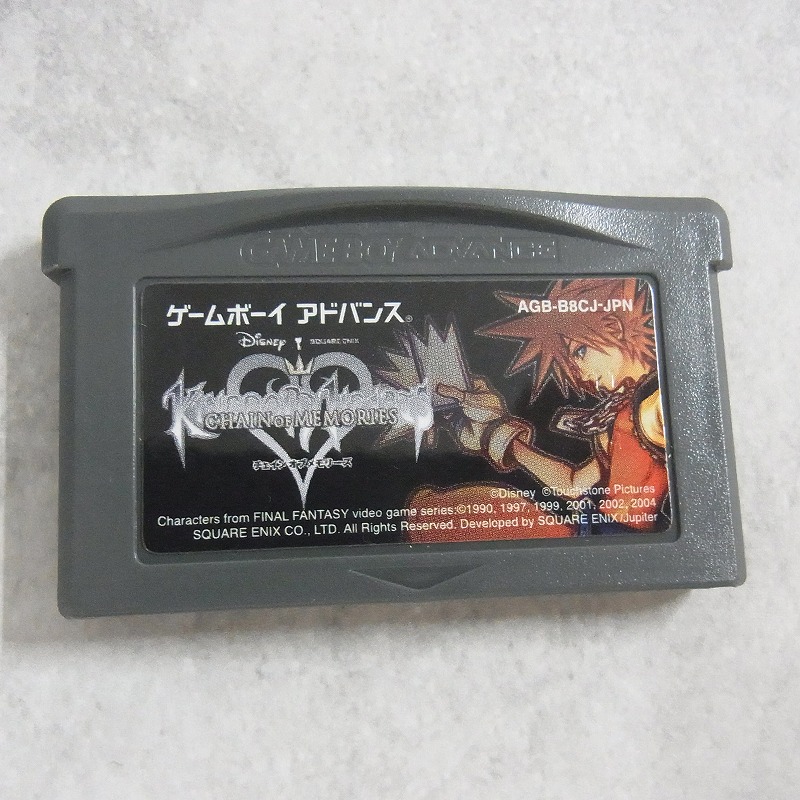 GAME BOY ADVANCE
ゲームボーイ アドバンス®
AGB-B8CJ-JPN
Disney SQUARE ENIX
KINGDOM HEARTS
CHAIN OF MEMORIES
チェイン オブ メモリーズ
©Disney ©Touchstone Pictures
Characters from FINAL FANTASY video game series:©1990, 1997, 1999, 2001, 2002, 2004
SQUARE ENIX CO., LTD. All Rights Reserved. Developed by SQUARE ENIX/Jupiter